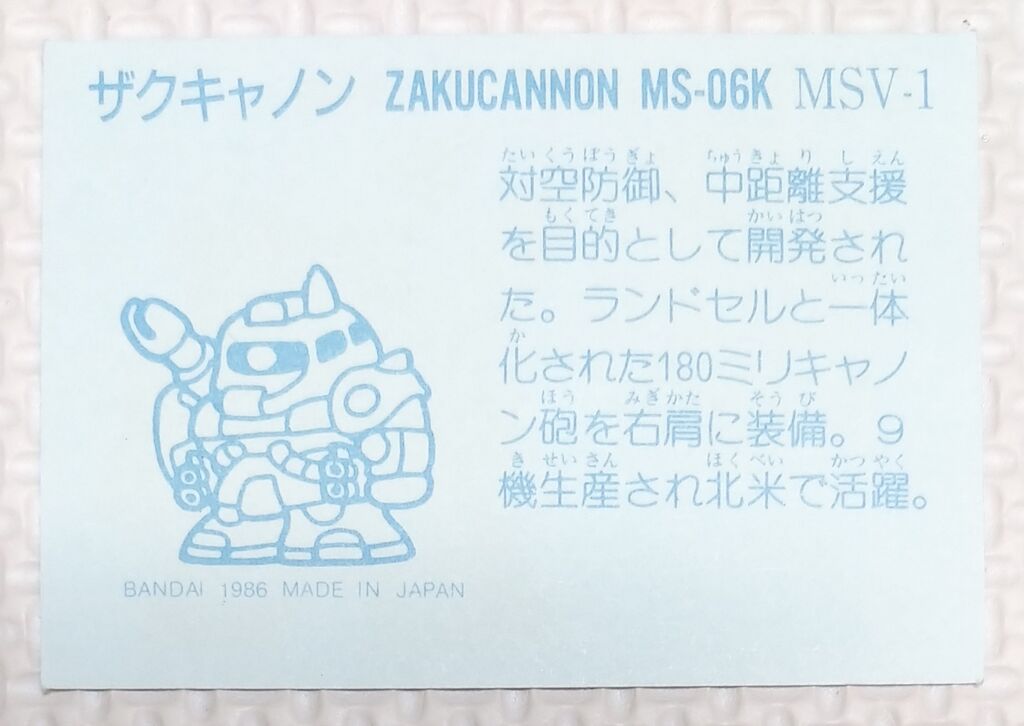 ザクキャノン ZAKUCANNON MS-06K MSV-1
たいくうぼうぎょ ちゅうきょりしえん
対空防御、中距離支援
もくてき かいはつ
を目的として開発され
いったい
た。ランドセルと一体
か
化された180ミリキャノ
ほう みぎかた そうび
ン砲を右肩に装備。9
きせいさん ほくべい かつやく
機生産され北米で活躍。
BANDAI 1986 MADE IN JAPAN